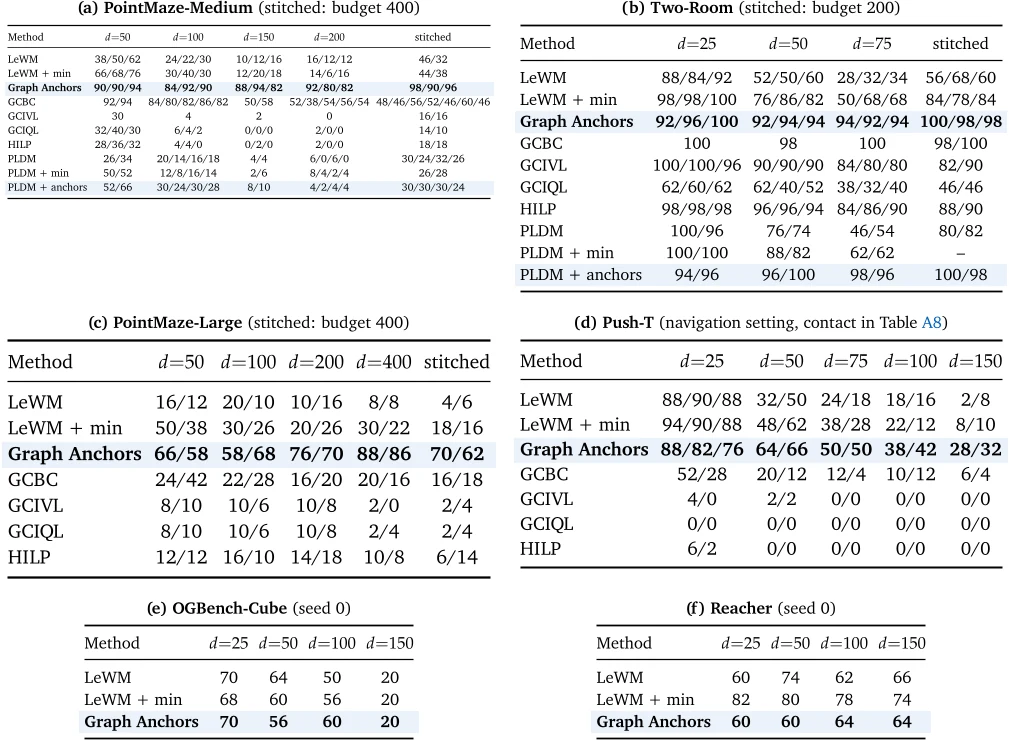 (a) PointMaze-Medium (stitched: budget 400)
Method d=50 d=100 d=150 d=200 stitched
LeWM 38/50/62 24/22/30 10/12/16 16/12/12 46/32
LeWM + min 66/68/76 30/40/30 12/20/18 14/6/16 44/38
Graph Anchors 90/90/94 84/92/90 88/94/82 92/80/82 98/90/96
GCBC 92/94 84/80/82/86/82 50/58 52/38/54/56/54 48/46/56/52/46/60/46
GCIVL 30 4 2 0 16/16
GCIQL 32/40/30 6/4/2 0/0/0 2/0/0 14/10
HILP 28/36/32 4/4/0 0/2/0 2/0/0 18/18
PLDM 26/34 20/14/16/18 4/4 6/0/6/0 30/24/32/26
PLDM + min 50/52 12/8/16/14 2/6 8/4/2/4 26/28
PLDM + anchors 52/66 30/24/30/28 8/10 4/2/4/4 30/30/30/24
(b) Two-Room (stitched: budget 200)
Method d=25 d=50 d=75 stitched
LeWM 88/84/92 52/50/60 28/32/34 56/68/60
LeWM + min 98/98/100 76/86/82 50/68/68 84/78/84
Graph Anchors 92/96/100 92/94/94 94/92/94 100/98/98
GCBC 100 98 100 98/100
GCIVL 100/100/96 90/90/90 84/80/80 82/90
GCIQL 62/60/62 62/40/52 38/32/40 46/46
HILP 98/98/98 96/96/94 84/86/90 88/90
PLDM 100/96 76/74 46/54 80/82
PLDM + min 100/100 88/82 62/62 –
PLDM + anchors 94/96 96/100 98/96 100/98
(c) PointMaze-Large (stitched: budget 400)
Method d=50 d=100 d=200 d=400 stitched
LeWM 16/12 20/10 10/16 8/8 4/6
LeWM + min 50/38 30/26 20/26 30/22 18/16
Graph Anchors 66/58 58/68 76/70 88/86 70/62
GCBC 24/42 22/28 16/20 20/16 16/18
GCIVL 8/10 10/6 10/8 2/0 2/4
GCIQL 8/10 10/6 10/8 2/4 2/4
HILP 12/12 16/10 14/18 10/8 6/14
(d) Push-T (navigation setting, contact in Table A8)
Method d=25 d=50 d=75 d=100 d=150
LeWM 88/90/88 32/50 24/18 18/16 2/8
LeWM + min 94/90/88 48/62 38/28 22/12 8/10
Graph Anchors 88/82/76 64/66 50/50 38/42 28/32
GCBC 52/28 20/12 12/4 10/12 6/4
GCIVL 4/0 2/2 0/0 0/0 0/0
GCIQL 0/0 0/0 0/0 0/0 0/0
HILP 6/2 0/0 0/0 0/0 0/0
(e) OGBench-Cube (seed 0)
Method d=25 d=50 d=100 d=150
LeWM 70 64 50 20
LeWM + min 68 60 56 20
Graph Anchors 70 56 60 20
(f) Reacher (seed 0)
Method d=25 d=50 d=100 d=150
LeWM 60 74 62 66
LeWM + min 82 80 78 74
Graph Anchors 60 60 64 64